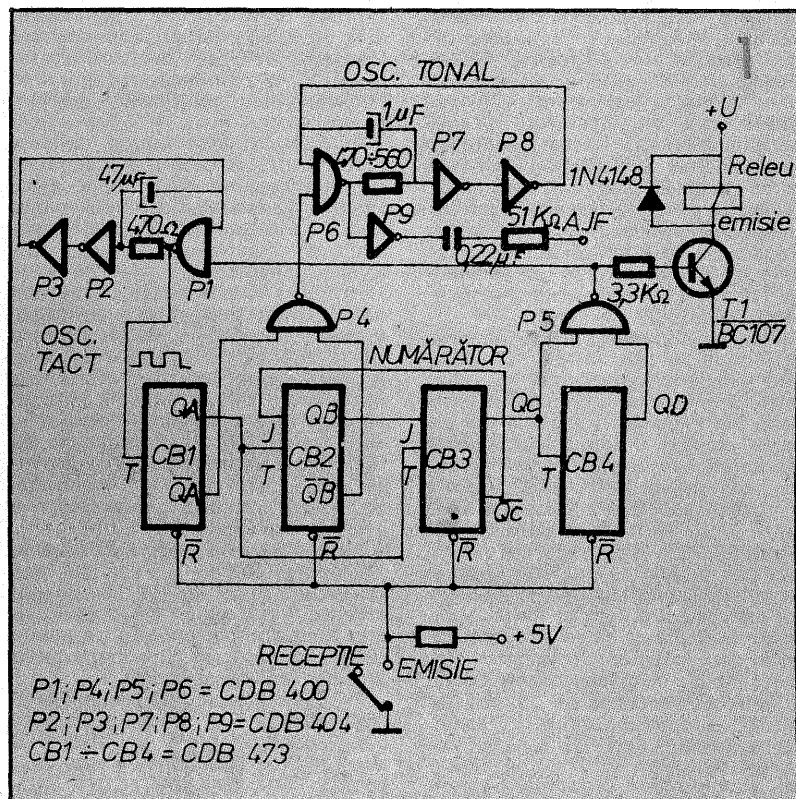 1
OSC. TONAL
+U
1µF
47µF
470÷560
P7
P8
1N4148
Releu
emisie
470Ω
P6
P9
51KΩ
AJF
0,22µF
P3
P2
P1
3,3KΩ
T1
BC107
OSC.
TACT
P4
P5
NUMĂRĂTOR
QA
QB
Qc
QD
J
J
T
CB1
T
CB2
T
CB3
T
CB4
Q̅A̅
Q̅B̅
Q̅c̅
R̅
R̅
R̅
R̅
+5V
RECEPTIE
EMISIE
P1; P4; P5; P6 = CDB 400
P2; P3; P7; P8; P9 = CDB 404
CB1 ÷ CB4 = CDB 473